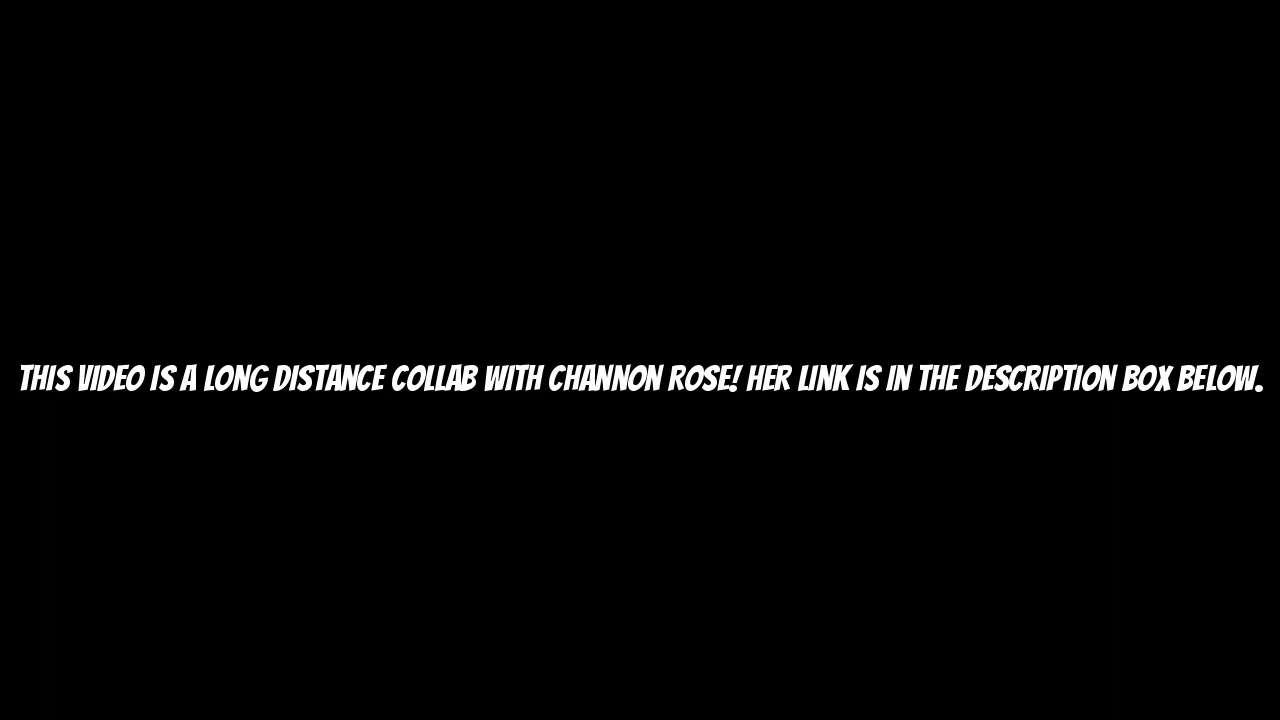 THIS VIDEO IS A LONG DISTANCE COLLAB WITH CHANNON ROSE! HER LINK IS IN THE DESCRIPTION BOX BELOW.